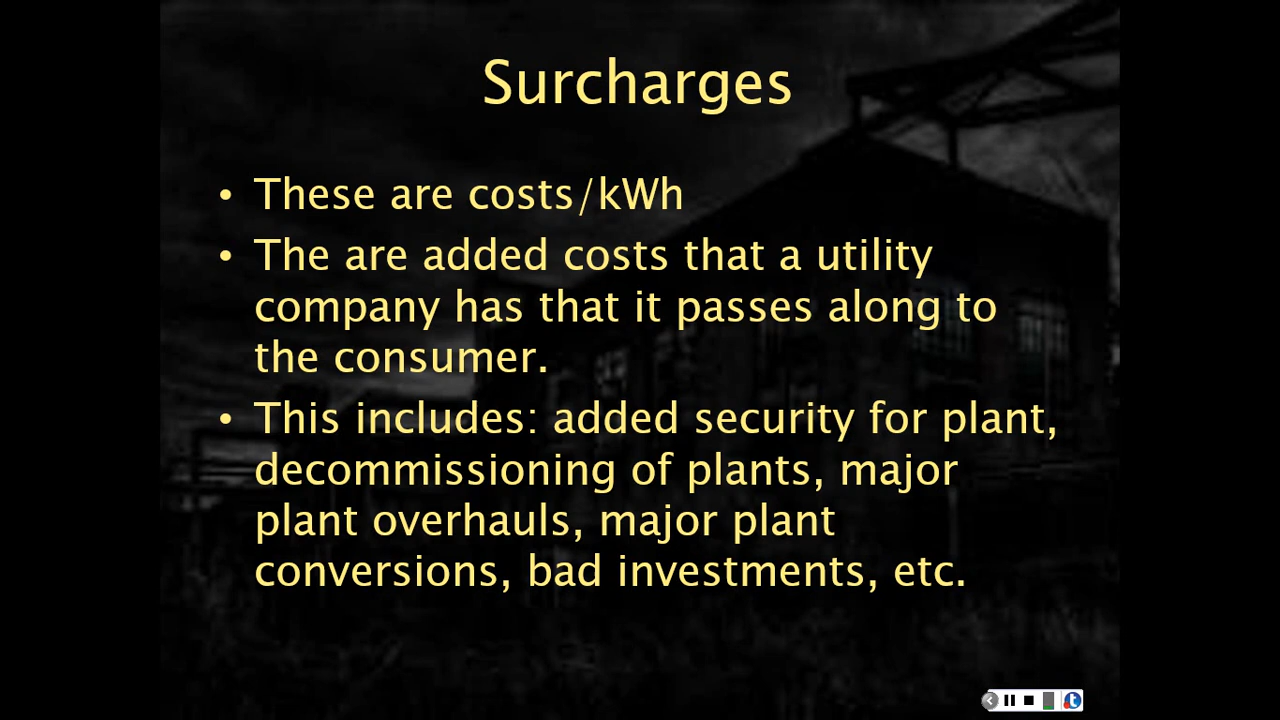 Surcharges
• These are costs/kWh
• The are added costs that a utility
company has that it passes along to
the consumer.
• This includes: added security for plant,
decommissioning of plants, major
plant overhauls, major plant
conversions, bad investments, etc.
t